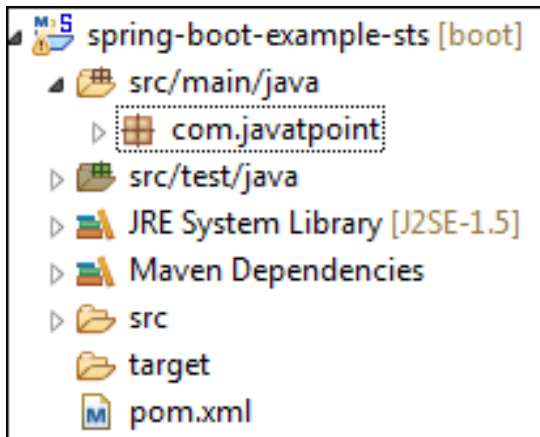 spring-boot-example-sts [boot]
src/main/java
com.javatpoint
src/test/java
JRE System Library [J2SE-1.5]
Maven Dependencies
src
target
pom.xml